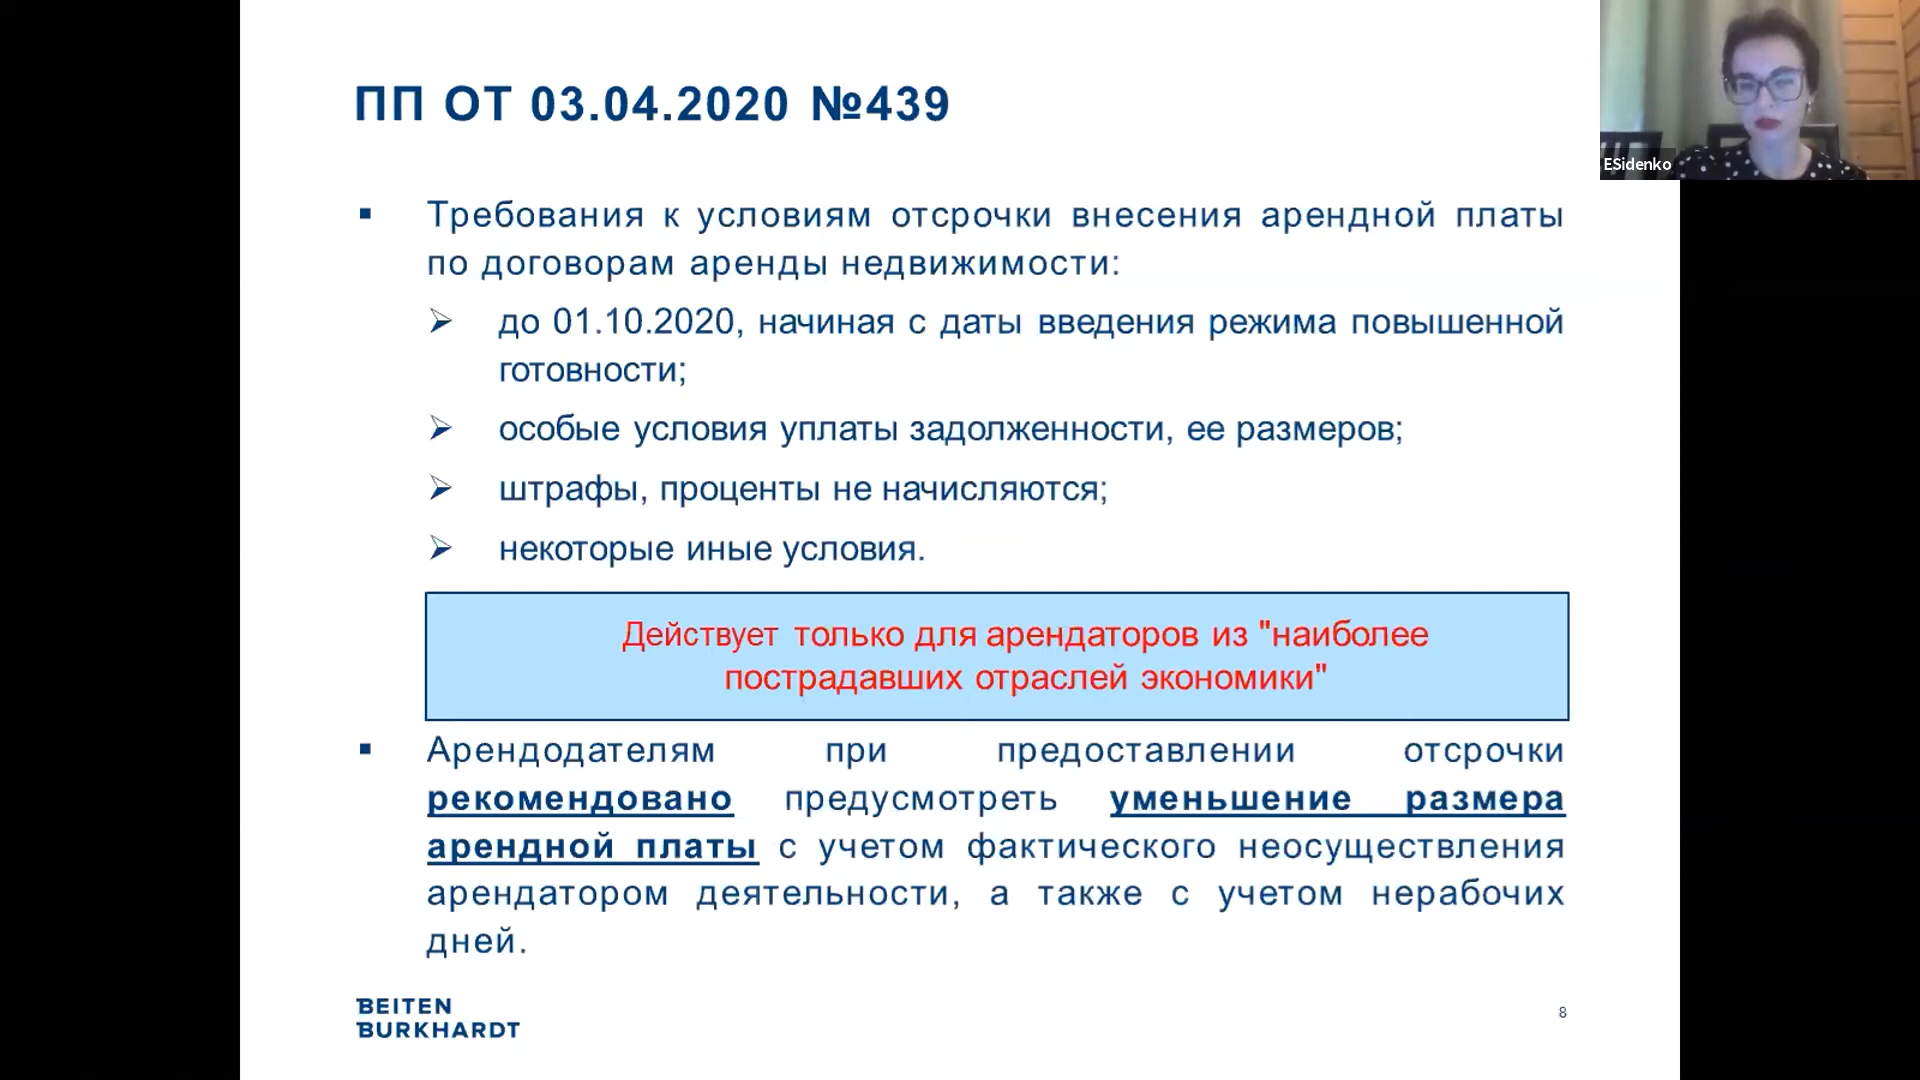 ПП ОТ 03.04.2020 №439
ESidenko
▪ Требования к условиям отсрочки внесения арендной платы
по договорам аренды недвижимости:
➢ до 01.10.2020, начиная с даты введения режима повышенной
готовности;
➢ особые условия уплаты задолженности, ее размеров;
➢ штрафы, проценты не начисляются;
➢ некоторые иные условия.
Действует только для арендаторов из "наиболее
пострадавших отраслей экономики"
▪ Арендодателям при предоставлении отсрочки
рекомендовано предусмотреть уменьшение размера
арендной платы с учетом фактического неосуществления
арендатором деятельности, а также с учетом нерабочих
дней.
BEITEN
BURKHARDT
8